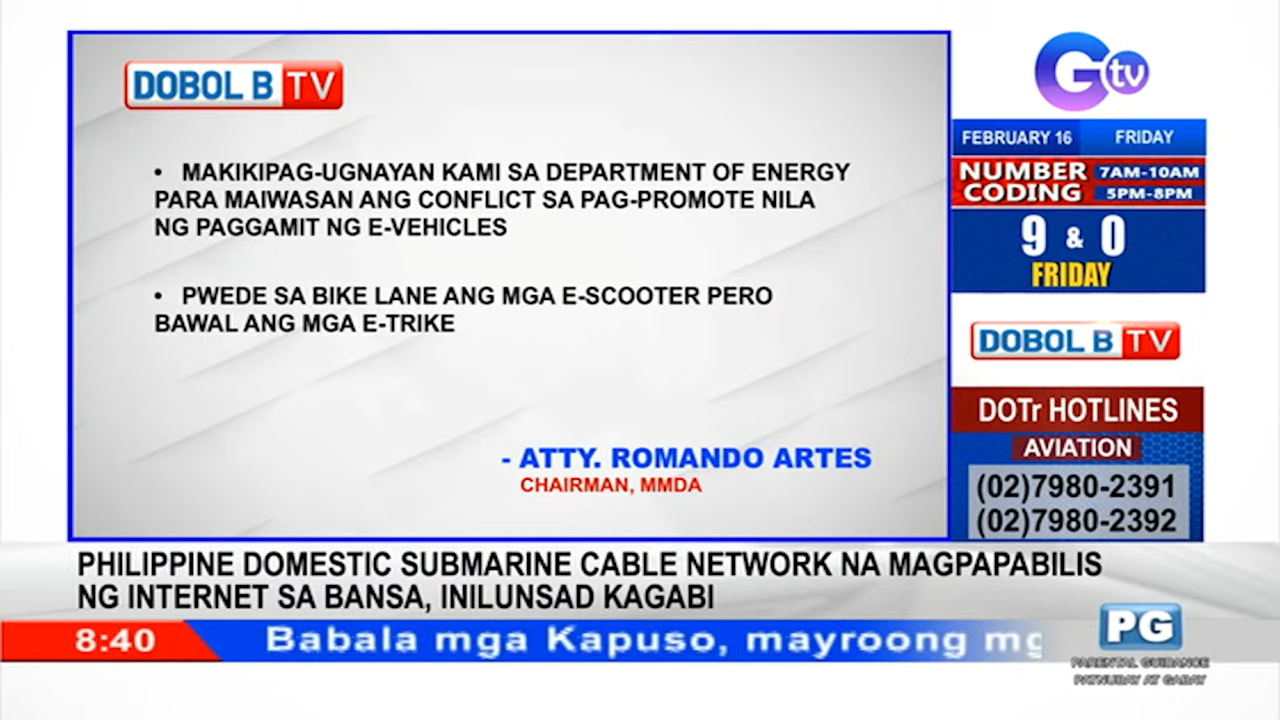 DOBOL B TV
• MAKIKIPAG-UGNAYAN KAMI SA DEPARTMENT OF ENERGY
PARA MAIWASAN ANG CONFLICT SA PAG-PROMOTE NILA
NG PAGGAMIT NG E-VEHICLES
• PWEDE SA BIKE LANE ANG MGA E-SCOOTER PERO
BAWAL ANG MGA E-TRIKE
- ATTY. ROMANDO ARTES
CHAIRMAN, MMDA
Gtv
FEBRUARY 16 FRIDAY
NUMBER CODING
7AM-10AM
5PM-8PM
9 & 0
FRIDAY
DOBOL B TV
DOTr HOTLINES
AVIATION
(02)7980-2391
(02)7980-2392
PHILIPPINE DOMESTIC SUBMARINE CABLE NETWORK NA MAGPAPABILIS
NG INTERNET SA BANSA, INILUNSAD KAGABI
8:40 Babala mga Kapuso, mayroong mg
PG
PARENTAL GUIDANCE
PATNUBAY AT GABAY